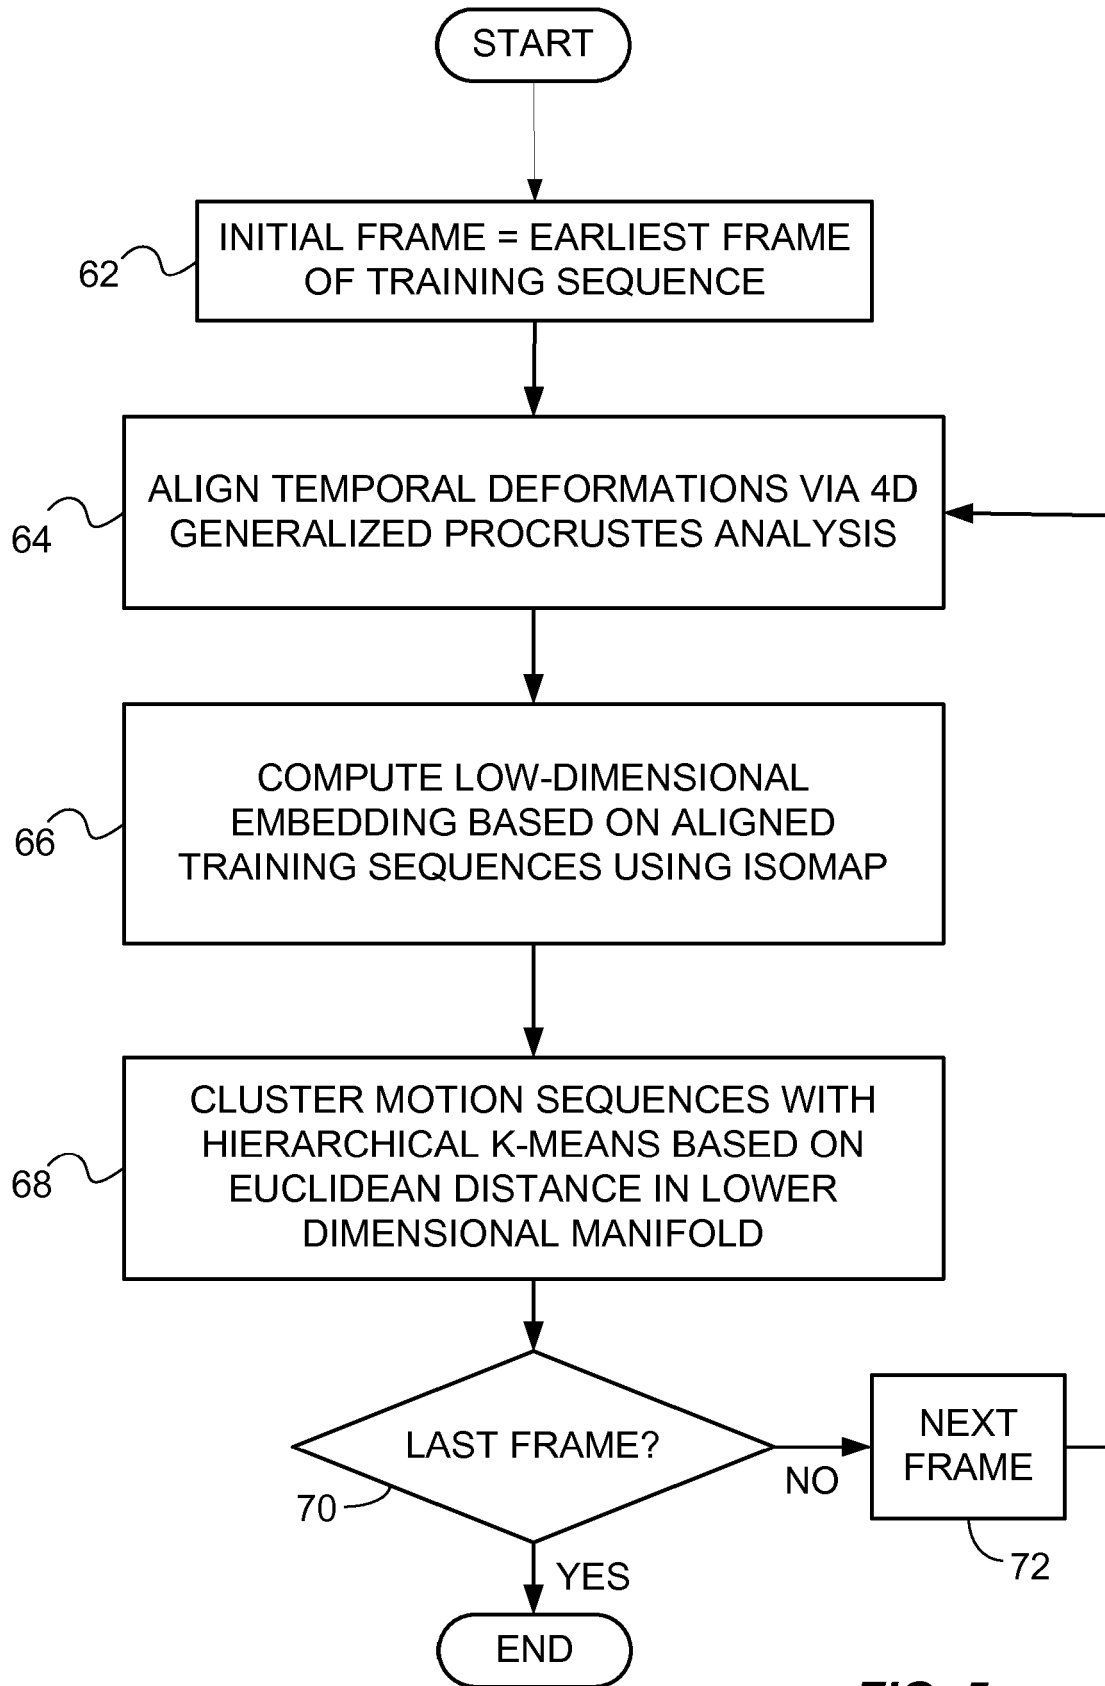 START
INITIAL FRAME = EARLIEST FRAME
OF TRAINING SEQUENCE
62
ALIGN TEMPORAL DEFORMATIONS VIA 4D
GENERALIZED PROCRUSTES ANALYSIS
64
COMPUTE LOW-DIMENSIONAL
EMBEDDING BASED ON ALIGNED
TRAINING SEQUENCES USING ISOMAP
66
CLUSTER MOTION SEQUENCES WITH
HIERARCHICAL K-MEANS BASED ON
EUCLIDEAN DISTANCE IN LOWER
DIMENSIONAL MANIFOLD
68
LAST FRAME?
70
NO
NEXT
FRAME
72
YES
END